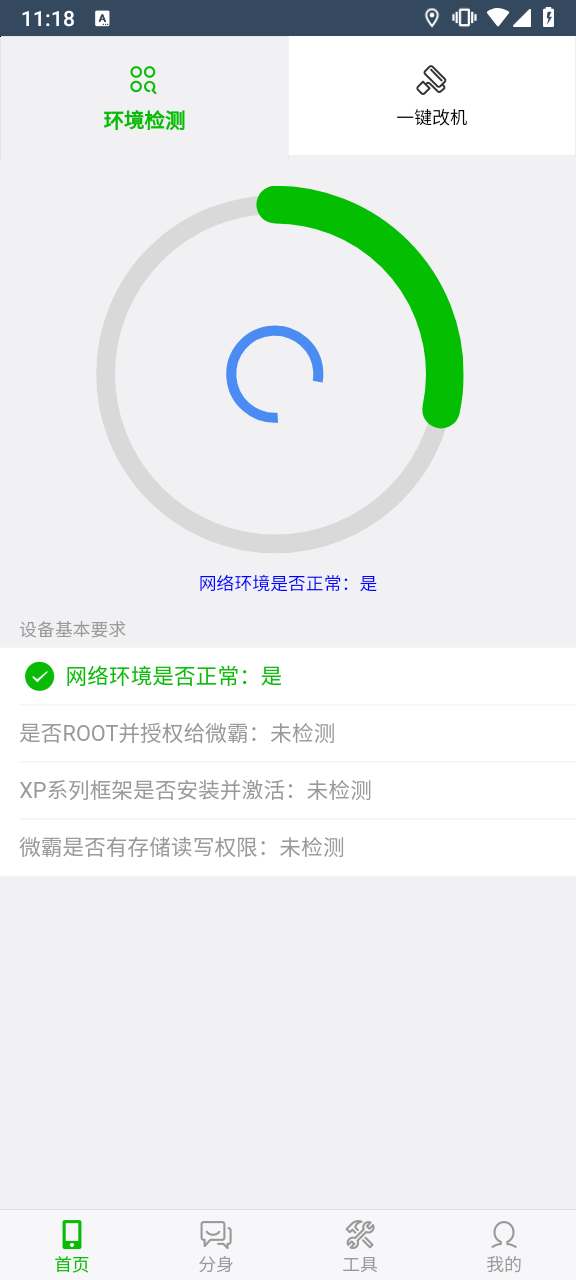 11:18
A
环境检测
一键改机
网络环境是否正常：是
设备基本要求
网络环境是否正常：是
是否ROOT并授权给微霸：未检测
XP系列框架是否安装并激活：未检测
微霸是否有存储读写权限：未检测
首页
分身
工具
我的